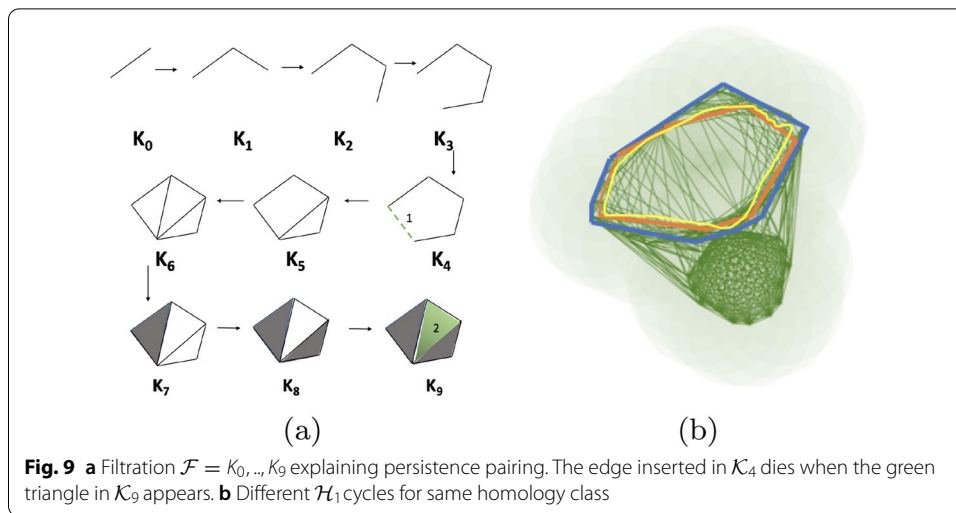 K0
K1
K2
K3
1
K6
K5
K4
2
K7
K8
K9
(a)
(b)
Fig. 9 a Filtration ℱ = K0, .., K9 explaining persistence pairing. The edge inserted in 𝒦4 dies when the green
triangle in 𝒦9 appears. b Different ℋ1 cycles for same homology class